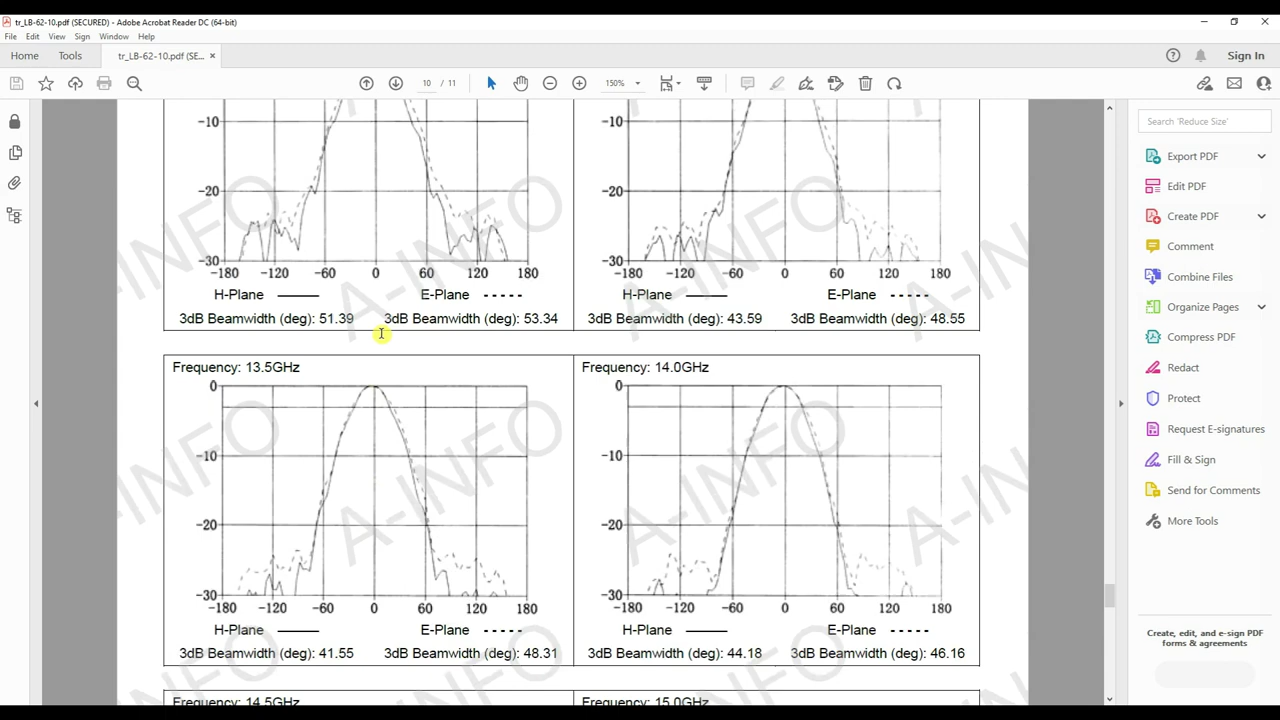 tr_LB-62-10.pdf (SECURED) - Adobe Acrobat Reader DC (64-bit)
File Edit View Sign Window Help
Home Tools tr_LB-62-10.pdf (SE... × Sign In
10 / 11 150%
Search 'Reduce Size'
Export PDF
Edit PDF
Create PDF
Comment
Combine Files
Organize Pages
Compress PDF
Redact
Protect
Request E-signatures
Fill & Sign
Send for Comments
More Tools
Create, edit, and e-sign PDF
forms & agreements
-10 -10
-20 -20
-30 -30
-180 -120 -60 0 60 120 180 -180 -120 -60 0 60 120 180
H-Plane E-Plane H-Plane E-Plane
3dB Beamwidth (deg): 51.39 3dB Beamwidth (deg): 53.34 3dB Beamwidth (deg): 43.59 3dB Beamwidth (deg): 48.55
Frequency: 13.5GHz Frequency: 14.0GHz
0 0
-10 -10
-20 -20
-30 -30
-180 -120 -60 0 60 120 180 -180 -120 -60 0 60 120 180
H-Plane E-Plane H-Plane E-Plane
3dB Beamwidth (deg): 41.55 3dB Beamwidth (deg): 48.31 3dB Beamwidth (deg): 44.18 3dB Beamwidth (deg): 46.16
Frequency: 14.5GHz Frequency: 15.0GHz
A-INFO
A-INFO
A-INFO
A-INFO